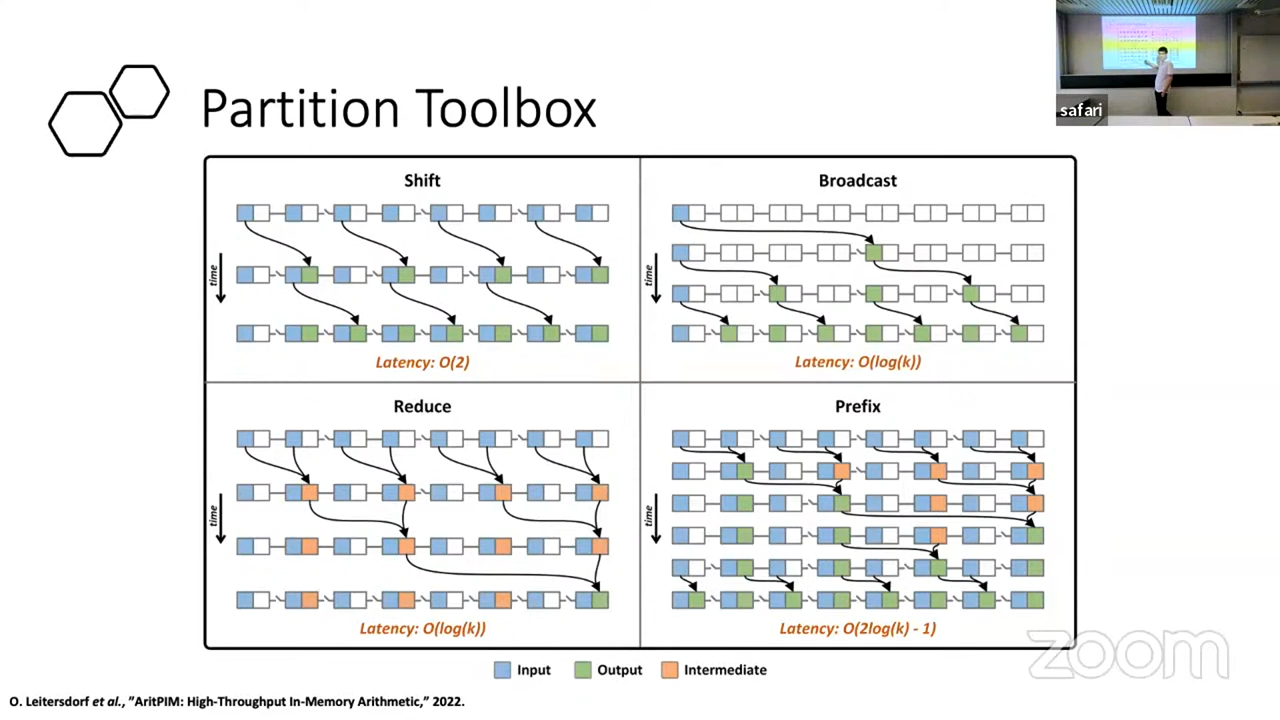 safari
Partition Toolbox
Shift
time
Latency: O(2)
Broadcast
time
Latency: O(log(k))
Reduce
time
Latency: O(log(k))
Prefix
time
Latency: O(2log(k) - 1)
Input Output Intermediate
zoom
O. Leitersdorf et al., "AritPIM: High-Throughput In-Memory Arithmetic," 2022.